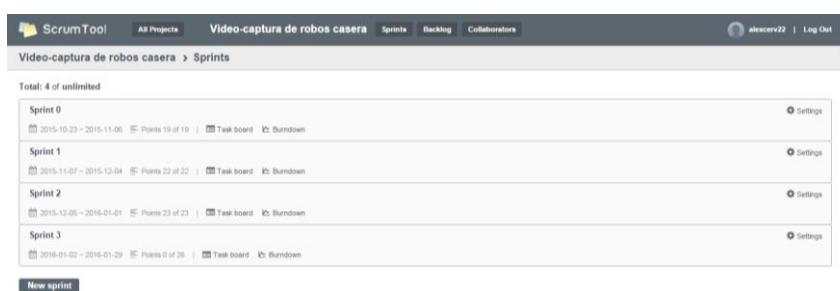 ScrumTool All Projects Video-captura de robos casera Sprints Backlog Collaborators alexcerv22 | Log Out
Video-captura de robos casera > Sprints
Total: 4 of unlimited
Sprint 0 Settings
2015-10-23 ~ 2015-11-06 Points 19 of 19 | Task board Burndown
Sprint 1 Settings
2015-11-07 ~ 2015-12-04 Points 22 of 22 | Task board Burndown
Sprint 2 Settings
2015-12-05 ~ 2016-01-01 Points 23 of 23 | Task board Burndown
Sprint 3 Settings
2016-01-02 ~ 2016-01-29 Points 0 of 26 | Task board Burndown
New sprint